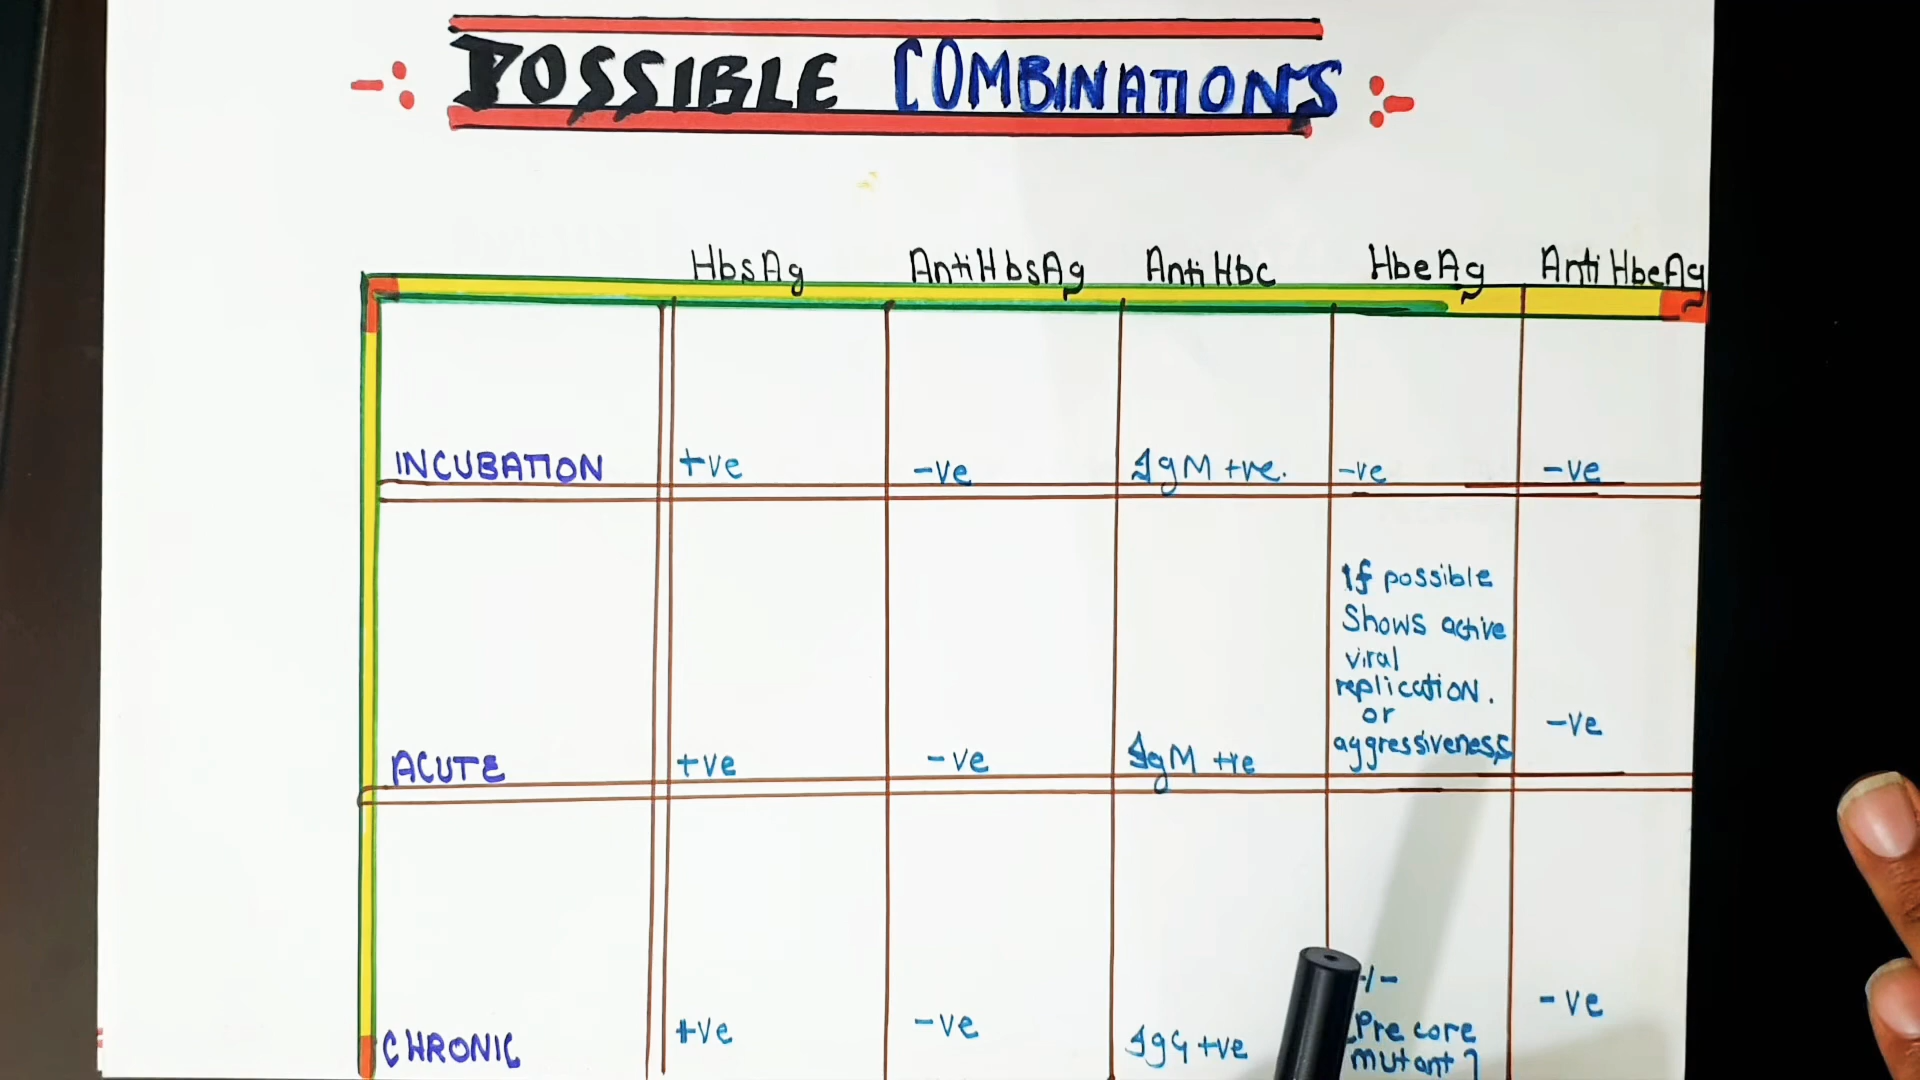 -: POSSIBLE COMBINATIONS :-
HbsAg AntiHbsAg Anti Hbc HbeAg Anti HbeAg
INCUBATION +ve -ve IgM +ve. -ve -ve
If possible
Shows active
viral
replication.
or
aggressiveness
ACUTE +ve -ve IgM +ve -ve
-/-
CHRONIC +ve -ve IgG +ve -ve
Pre core
mutant ]